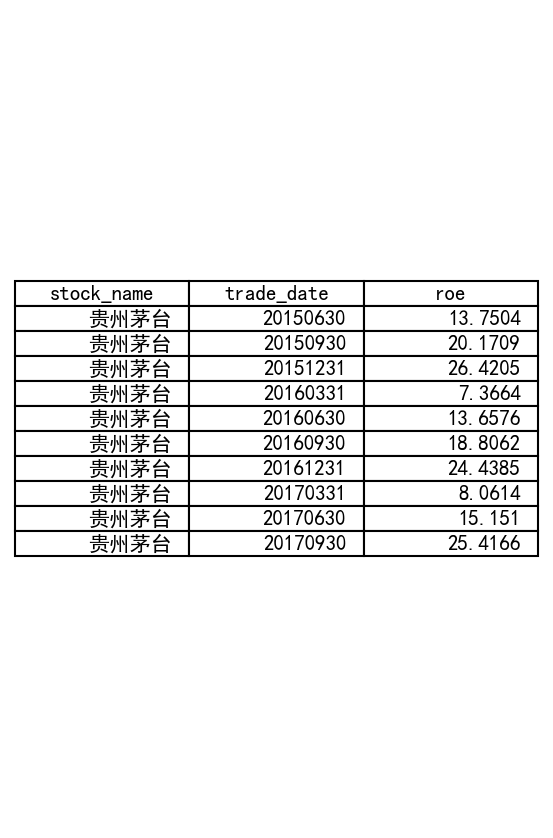 stock_name trade_date roe
贵州茅台 20150630 13.7504
贵州茅台 20150930 20.1709
贵州茅台 20151231 26.4205
贵州茅台 20160331 7.3664
贵州茅台 20160630 13.6576
贵州茅台 20160930 18.8062
贵州茅台 20161231 24.4385
贵州茅台 20170331 8.0614
贵州茅台 20170630 15.151
贵州茅台 20170930 25.4166